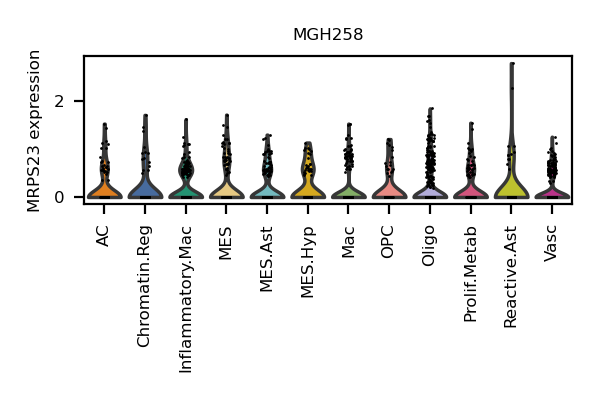 MGH258
MRPS23 expression
2
0
AC
Chromatin.Reg
Inflammatory.Mac
MES
MES.Ast
MES.Hyp
Mac
OPC
Oligo
Prolif.Metab
Reactive.Ast
Vasc